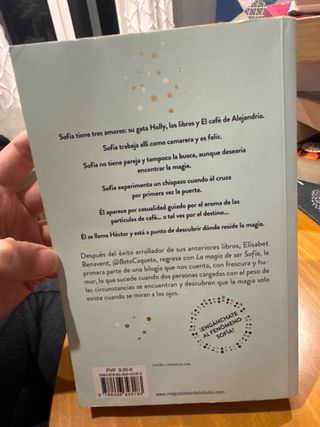 Sofía tiene tres amores: su gata Holly, los libros y El café de Alejandría.
Sofía trabaja allí como camarera y es feliz.
Sofía no tiene pareja y tampoco la busca, aunque desearía
encontrar la magia.
Sofía experimenta un chispazo cuando él cruza
por primera vez la puerta.
Él aparece por casualidad guiado por el aroma de las
partículas de café... o tal vez por el destino...
Él se llama Héctor y está a punto de descubrir dónde reside la magia.
Después del éxito arrollador de sus anteriores libros, Elísabet
Benavent, @BetaCoqueta, regresa con La magia de ser Sofía, la
primera parte de una bilogía que nos cuenta, con frescura y hu-
mor, lo que sucede cuando dos personas cargadas con el peso de
las circunstancias se encuentran y descubren que la magia solo
existe cuando se miran a los ojos.
¡ENGÁNCHATE
AL FENÓMENO
SOFÍA!
PVP 9,95 €